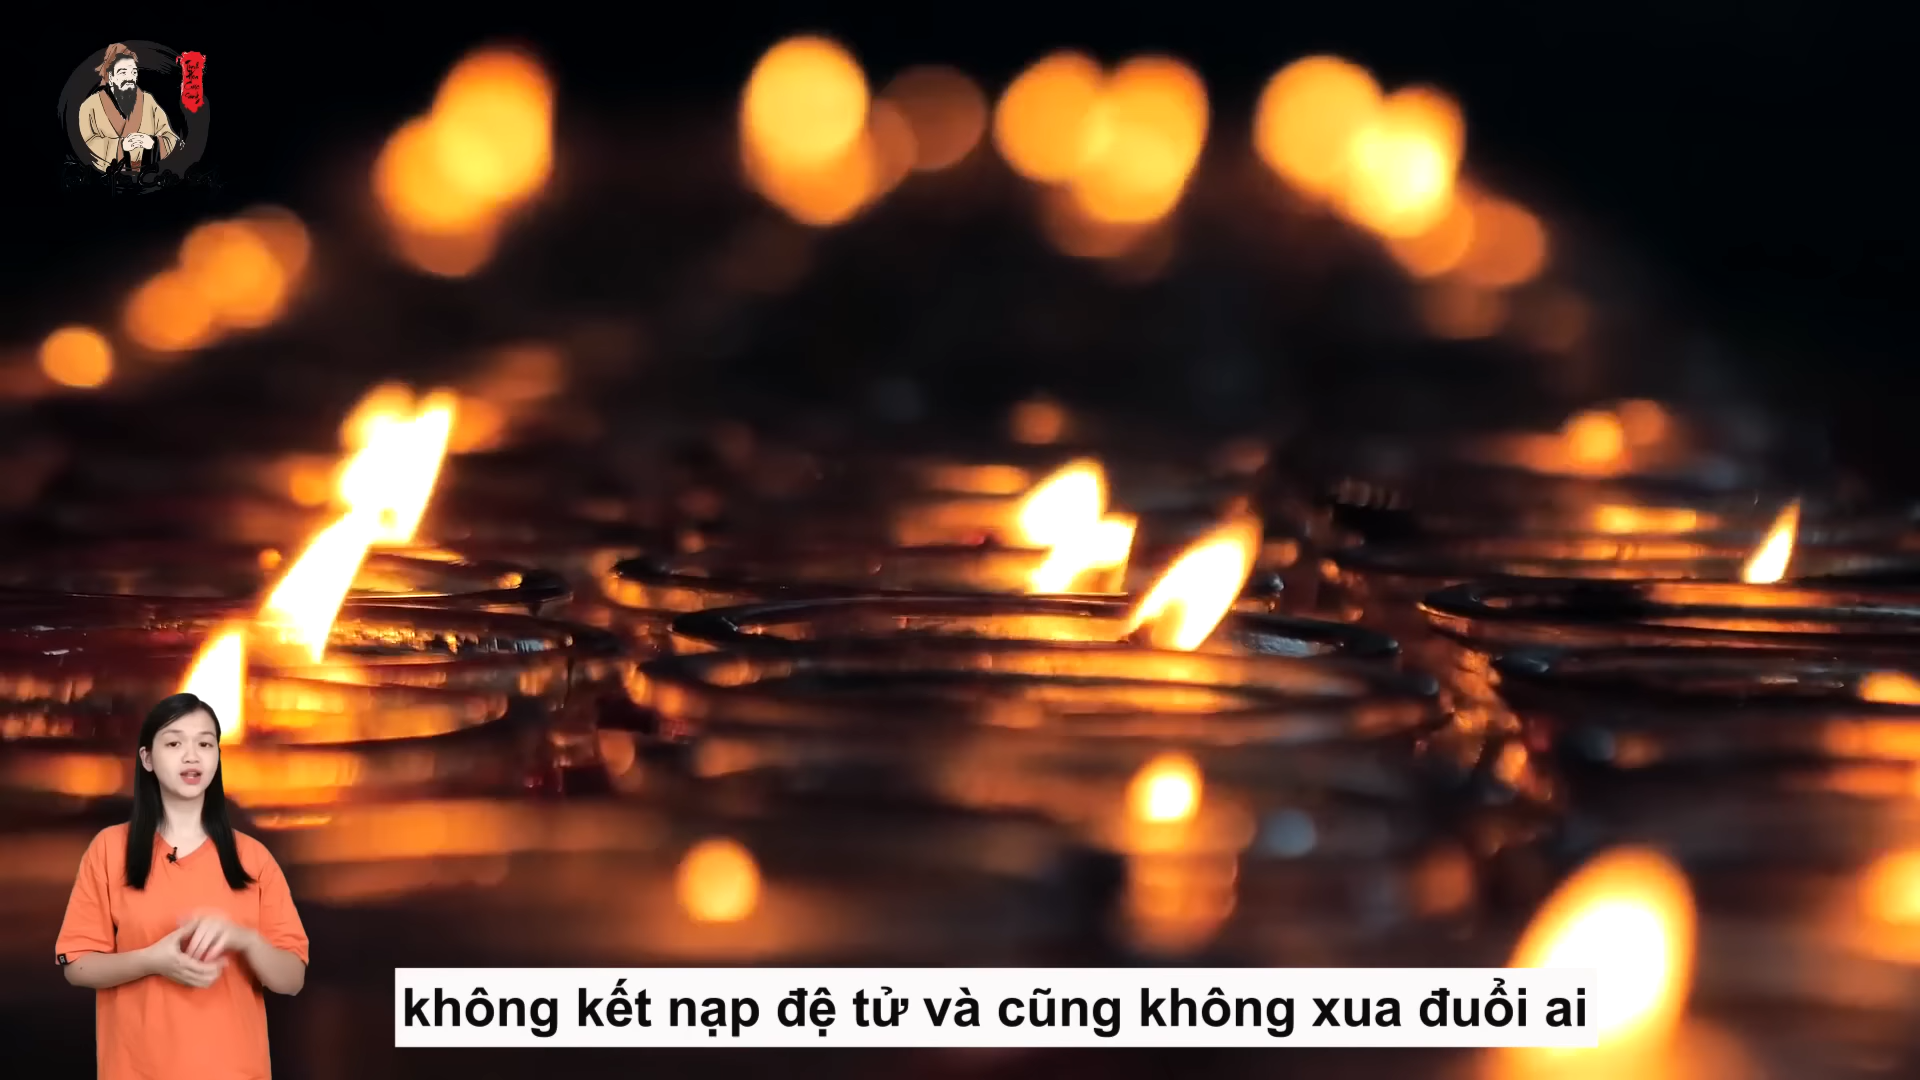 không kết nạp đệ tử và cũng không xua đuổi ai